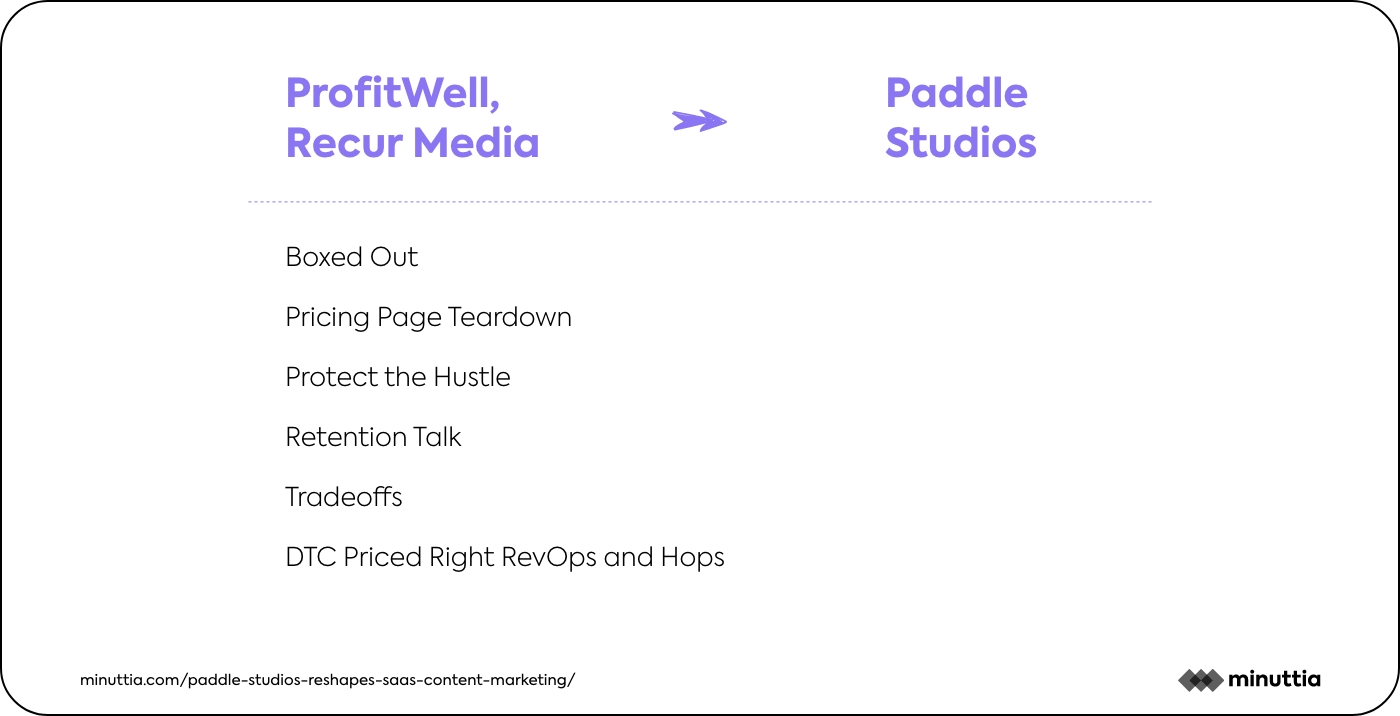 ProfitWell,
Recur Media
Paddle
Studios
Boxed Out
Pricing Page Teardown
Protect the Hustle
Retention Talk
Tradeoffs
DTC Priced Right RevOps and Hops
minuttia.com/paddle-studios-reshapes-saas-content-marketing/
minuttia